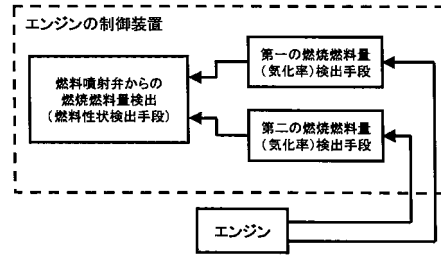 エンジンの制御装置
燃料噴射弁からの
燃焼燃料量検出
（燃料性状検出手段）
第一の燃焼燃料量
（気化率）検出手段
第二の燃焼燃料量
（気化率）検出手段
エンジン